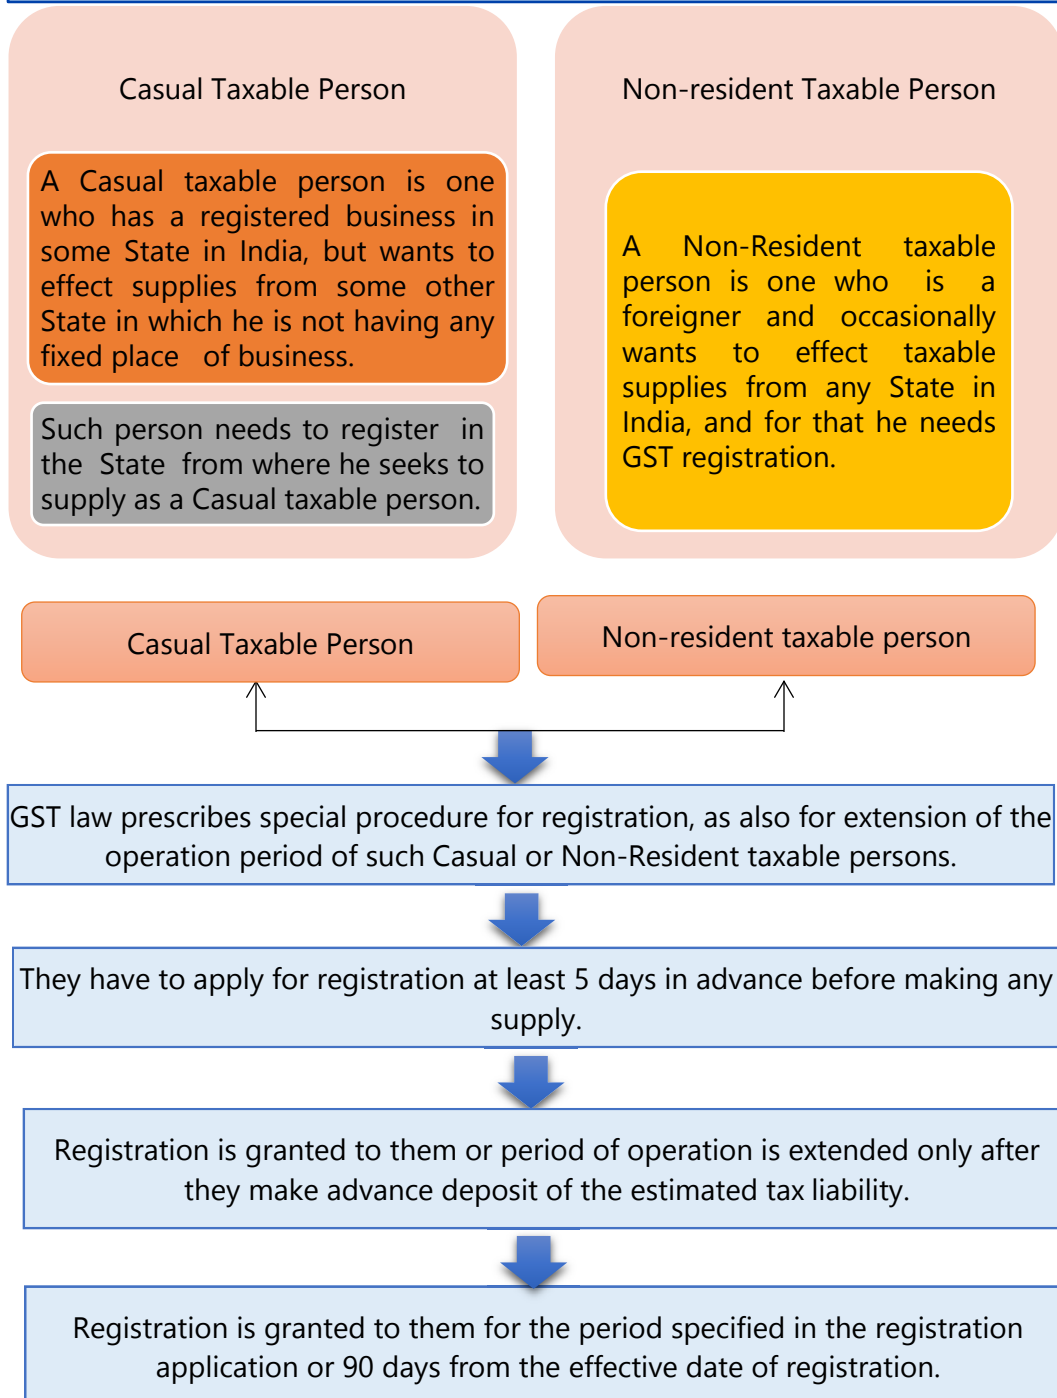 Casual Taxable Person
A Casual taxable person is one
who has a registered business in
some State in India, but wants to
effect supplies from some other
State in which he is not having any
fixed place of business.
Such person needs to register in
the State from where he seeks to
supply as a Casual taxable person.
Non-resident Taxable Person
A Non-Resident taxable
person is one who is a
foreigner and occasionally
wants to effect taxable
supplies from any State in
India, and for that he needs
GST registration.
Casual Taxable Person
Non-resident taxable person
GST law prescribes special procedure for registration, as also for extension of the
operation period of such Casual or Non-Resident taxable persons.
They have to apply for registration at least 5 days in advance before making any
supply.
Registration is granted to them or period of operation is extended only after
they make advance deposit of the estimated tax liability.
Registration is granted to them for the period specified in the registration
application or 90 days from the effective date of registration.